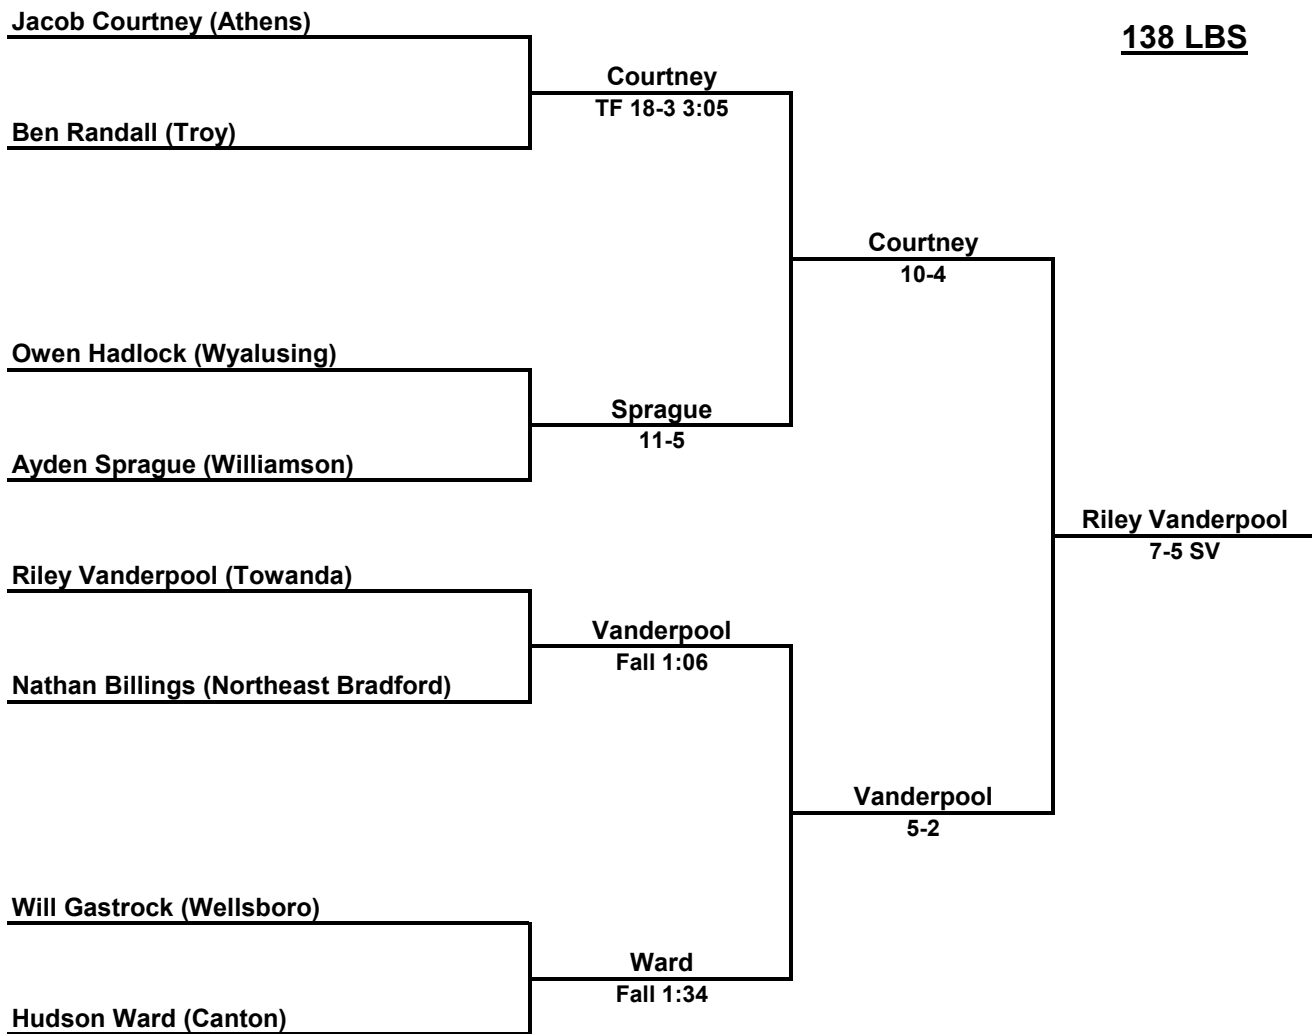 Jacob Courtney (Athens)
138 LBS
Courtney
TF 18-3 3:05
Ben Randall (Troy)
Courtney
10-4
Owen Hadlock (Wyalusing)
Sprague
11-5
Ayden Sprague (Williamson)
Riley Vanderpool
7-5 SV
Riley Vanderpool (Towanda)
Vanderpool
Fall 1:06
Nathan Billings (Northeast Bradford)
Vanderpool
5-2
Will Gastrock (Wellsboro)
Ward
Fall 1:34
Hudson Ward (Canton)